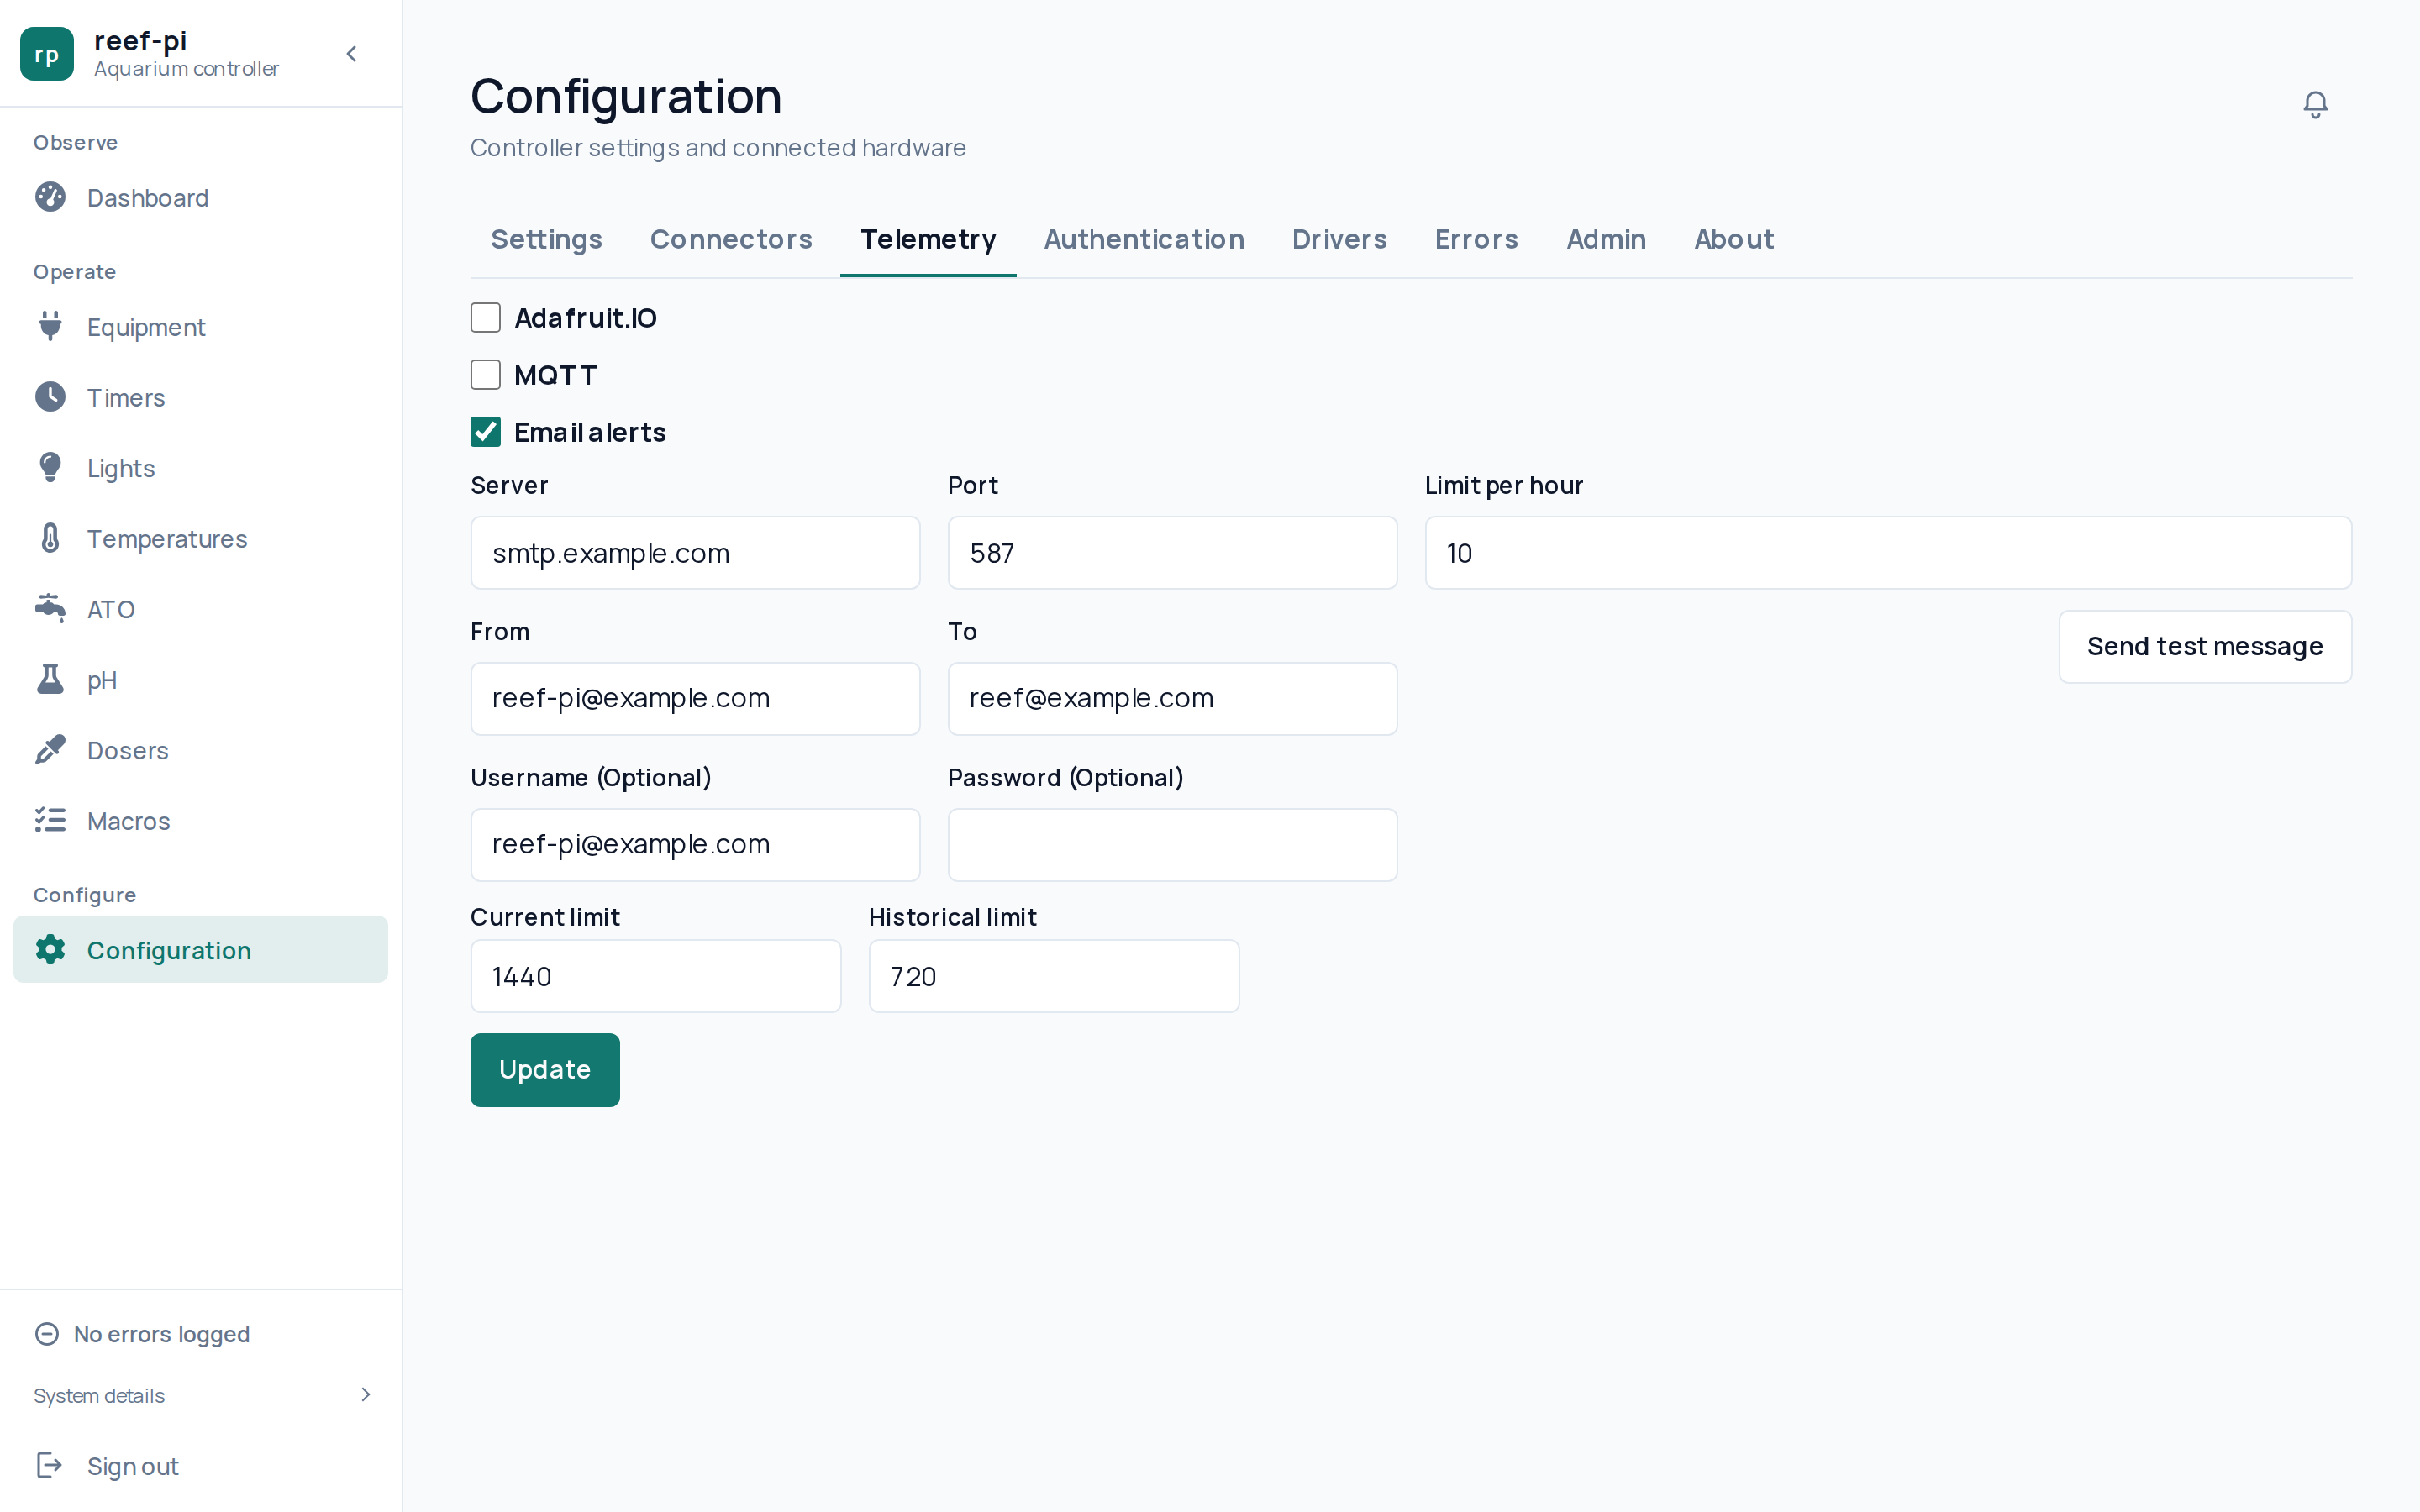 rp
reef-pi
Aquarium controller
Observe
Dashboard
Operate
Equipment
Timers
Lights
Temperatures
ATO
pH
Dosers
Macros
Configure
Configuration
No errors logged
System details
Sign out
Configuration
Controller settings and connected hardware
Settings Connectors Telemetry Authentication Drivers Errors Admin About
Adafruit.IO
MQTT
Email alerts
Server Port Limit per hour
smtp.example.com 587 10
From To
Send test message
reef-pi@example.com reef@example.com
Username (Optional) Password (Optional)
reef-pi@example.com
Current limit Historical limit
1440 720
Update